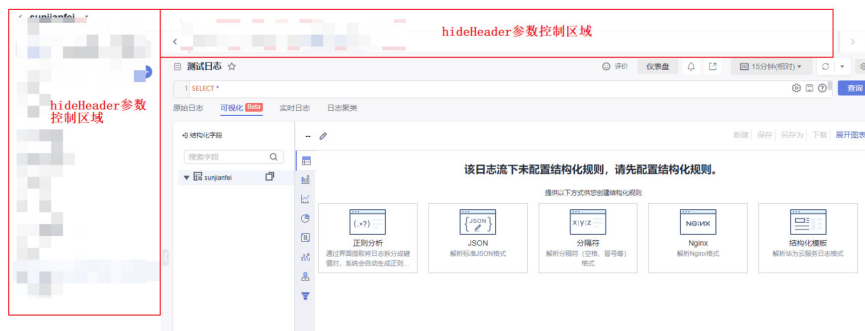 sunjianfei
hideHeader参数控制区域
hideHeader参数
控制区域
测试日志
评价
仪表盘
15分钟(相对)
1 SELECT *
查询
原始日志 可视化 Beta 实时日志 日志聚类
结构化字段
--
新建 保存 另存为 下载 展开图表
搜索字段
sunjianfei
该日志流下未配置结构化规则，请先配置结构化规则。
提供以下方式供您创建结构化规则
(.*?) JSON x|y|z NGINX
正则分析 JSON 分隔符 Nginx 结构化模板
通过界面提取将日志拆分成键 解析标准JSON格式 解析分隔符（空格、冒号等） 解析Nginx格式 解析华为云服务日志格式
值对，系统会自动生成正则... 格式